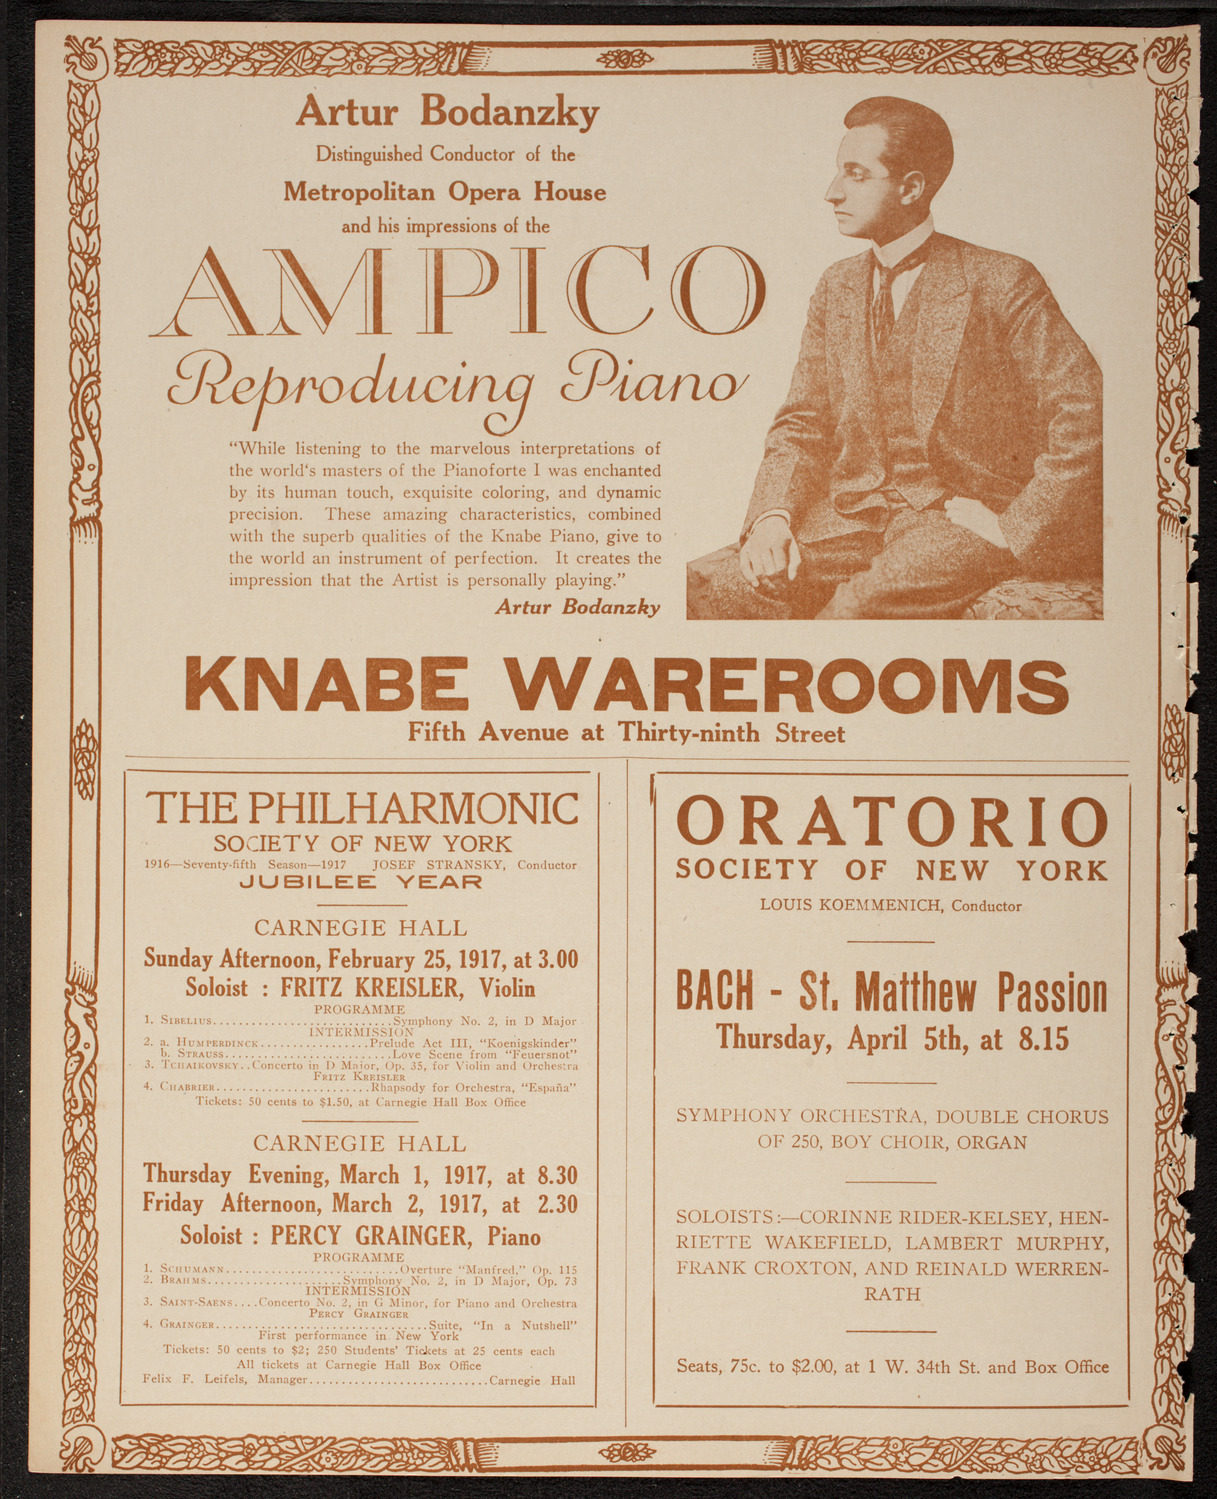 Artur Bodanzky
Distinguished Conductor of the
Metropolitan Opera House
and his impressions of the
AMPICO
Reproducing Piano
“While listening to the marvelous interpretations of
the world‘s masters of the Pianoforte I was enchanted
by its human touch, exquisite coloring, and dynamic
precision. These amazing characteristics, combined
with the superb qualities of the Knabe Piano, give to
the world an instrument of perfection. It creates the
impression that the Artist is personally playing.”
Artur Bodanzky
KNABE WAREROOMS
Fifth Avenue at Thirty-ninth Street
THE PHILHARMONIC
SOCIETY OF NEW YORK
1916—Seventy-fifth Season—1917 JOSEF STRANSKY, Conductor
JUBILEE YEAR
CARNEGIE HALL
Sunday Afternoon, February 25, 1917, at 3.00
Soloist : FRITZ KREISLER, Violin
PROGRAMME
1. SIBELIUS............................Symphony No. 2, in D Major
INTERMISSION
2. a. HUMPERDINCK.................Prelude Act III, “Koenigskinder”
b. STRAUSS..........................Love Scene from “Feuersnot”
3. TCHAIKOVSKY..Concerto in D Major, Op. 35, for Violin and Orchestra
FRITZ KREISLER
4. CHABRIER........................Rhapsody for Orchestra, “España”
Tickets: 50 cents to $1.50, at Carnegie Hall Box Office
CARNEGIE HALL
Thursday Evening, March 1, 1917, at 8.30
Friday Afternoon, March 2, 1917, at 2.30
Soloist : PERCY GRAINGER, Piano
PROGRAMME
1. SCHUMANN...........................Overture “Manfred,” Op. 115
2. BRAHMS.....................Symphony No. 2, in D Major, Op. 73
INTERMISSION
3. SAINT-SAENS....Concerto No. 2, in G Minor, for Piano and Orchestra
PERCY GRAINGER
4. GRAINGER.................................Suite, “In a Nutshell”
First performance in New York
Tickets: 50 cents to $2; 250 Students’ Tickets at 25 cents each
All tickets at Carnegie Hall Box Office
Felix F. Leifels, Manager............................Carnegie Hall
ORATORIO
SOCIETY OF NEW YORK
LOUIS KOEMMENICH, Conductor
BACH - St. Matthew Passion
Thursday, April 5th, at 8.15
SYMPHONY ORCHESTRA, DOUBLE CHORUS
OF 250, BOY CHOIR, ORGAN
SOLOISTS:—CORINNE RIDER-KELSEY, HEN-
RIETTE WAKEFIELD, LAMBERT MURPHY,
FRANK CROXTON, AND REINALD WERREN-
RATH
Seats, 75c. to $2.00, at 1 W. 34th St. and Box Office